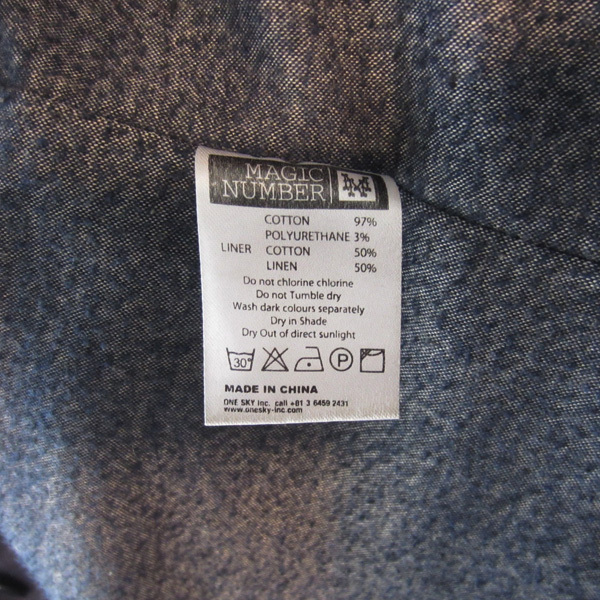 MAGIC
NUMBER
COTTON 97%
POLYURETHANE 3%
LINER COTTON 50%
LINEN 50%
Do not chlorine chlorine
Do not Tumble dry
Wash dark colours separately
Dry in Shade
Dry Out of direct sunlight
30° P
MADE IN CHINA
ONE SKY inc. call +81 3 6459 2431
www.onesky-inc.com